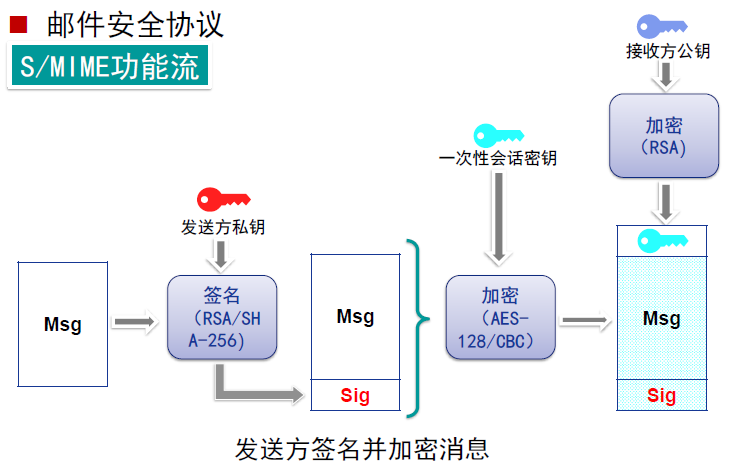 邮件安全协议
S/MIME功能流
接收方公钥
加密
（RSA)
一次性会话密钥
发送方私钥
Msg
签名
（RSA/SH
A-256)
Msg
Sig
加密
（AES-
128/CBC）
Msg
Sig
发送方签名并加密消息